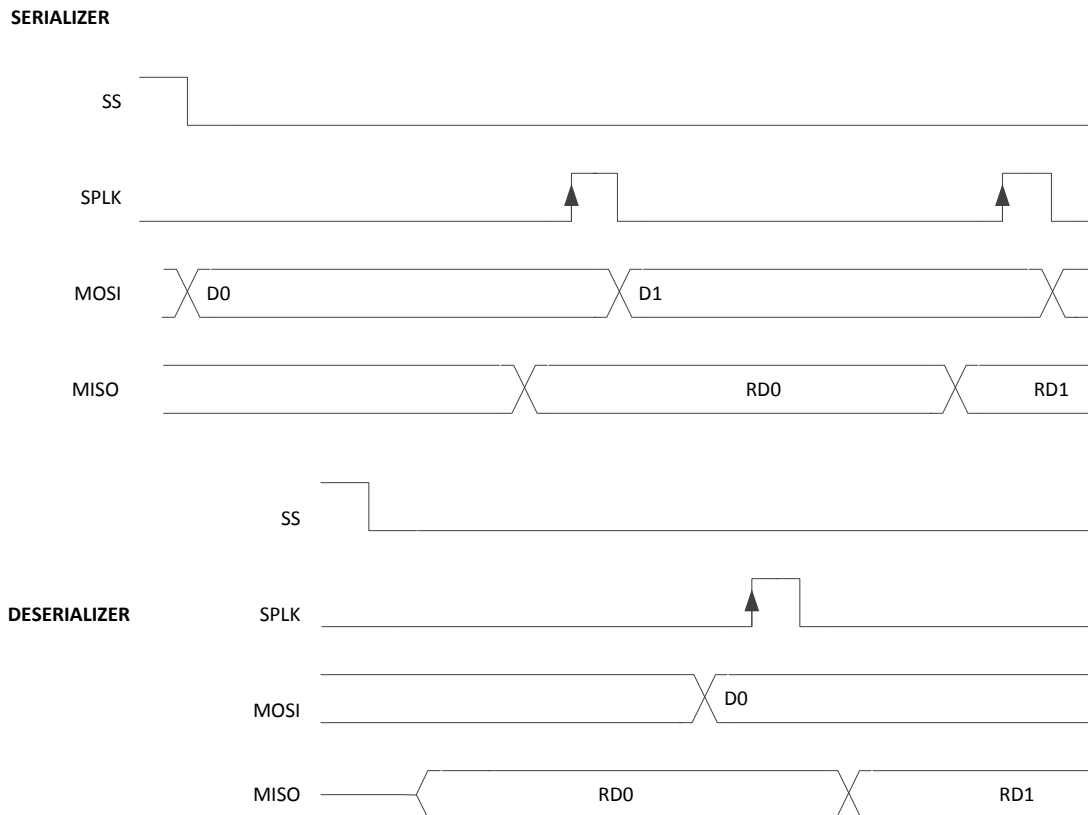 SERIALIZER
SS
SPLK
MOSI D0 D1
MISO RD0 RD1
SS
DESERIALIZER SPLK
MOSI D0
MISO RD0 RD1